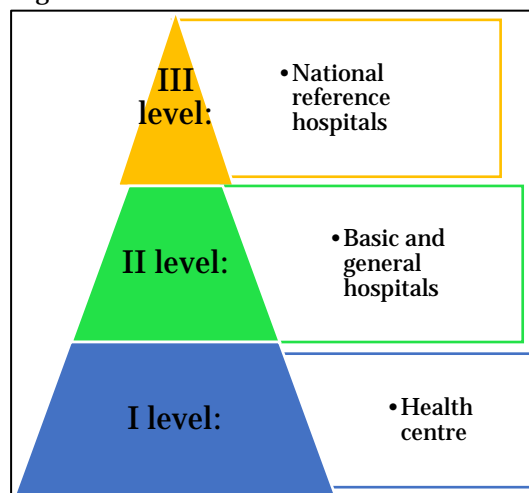 III
level:
• National
reference
hospitals
II level:
• Basic and
general
hospitals
I level:
• Health
centre